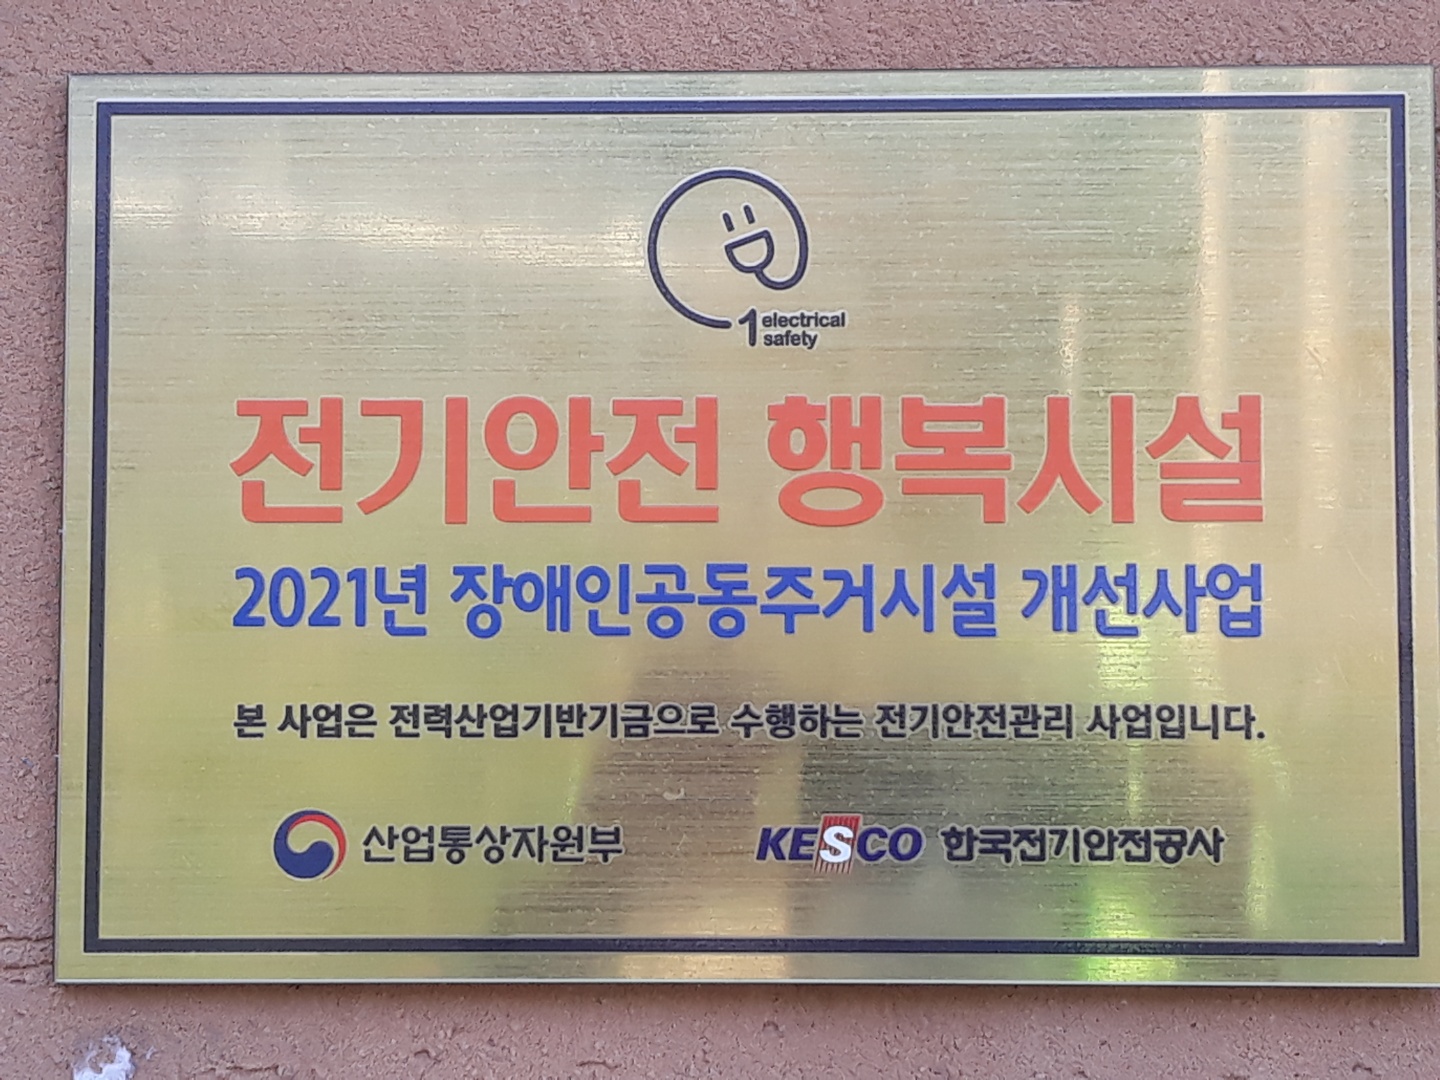 1 electrical
safety
전기안전 행복시설
2021년 장애인공동주거시설 개선사업
본 사업은 전력산업기반기금으로 수행하는 전기안전관리 사업입니다.
산업통상자원부 KESCO 한국전기안전공사